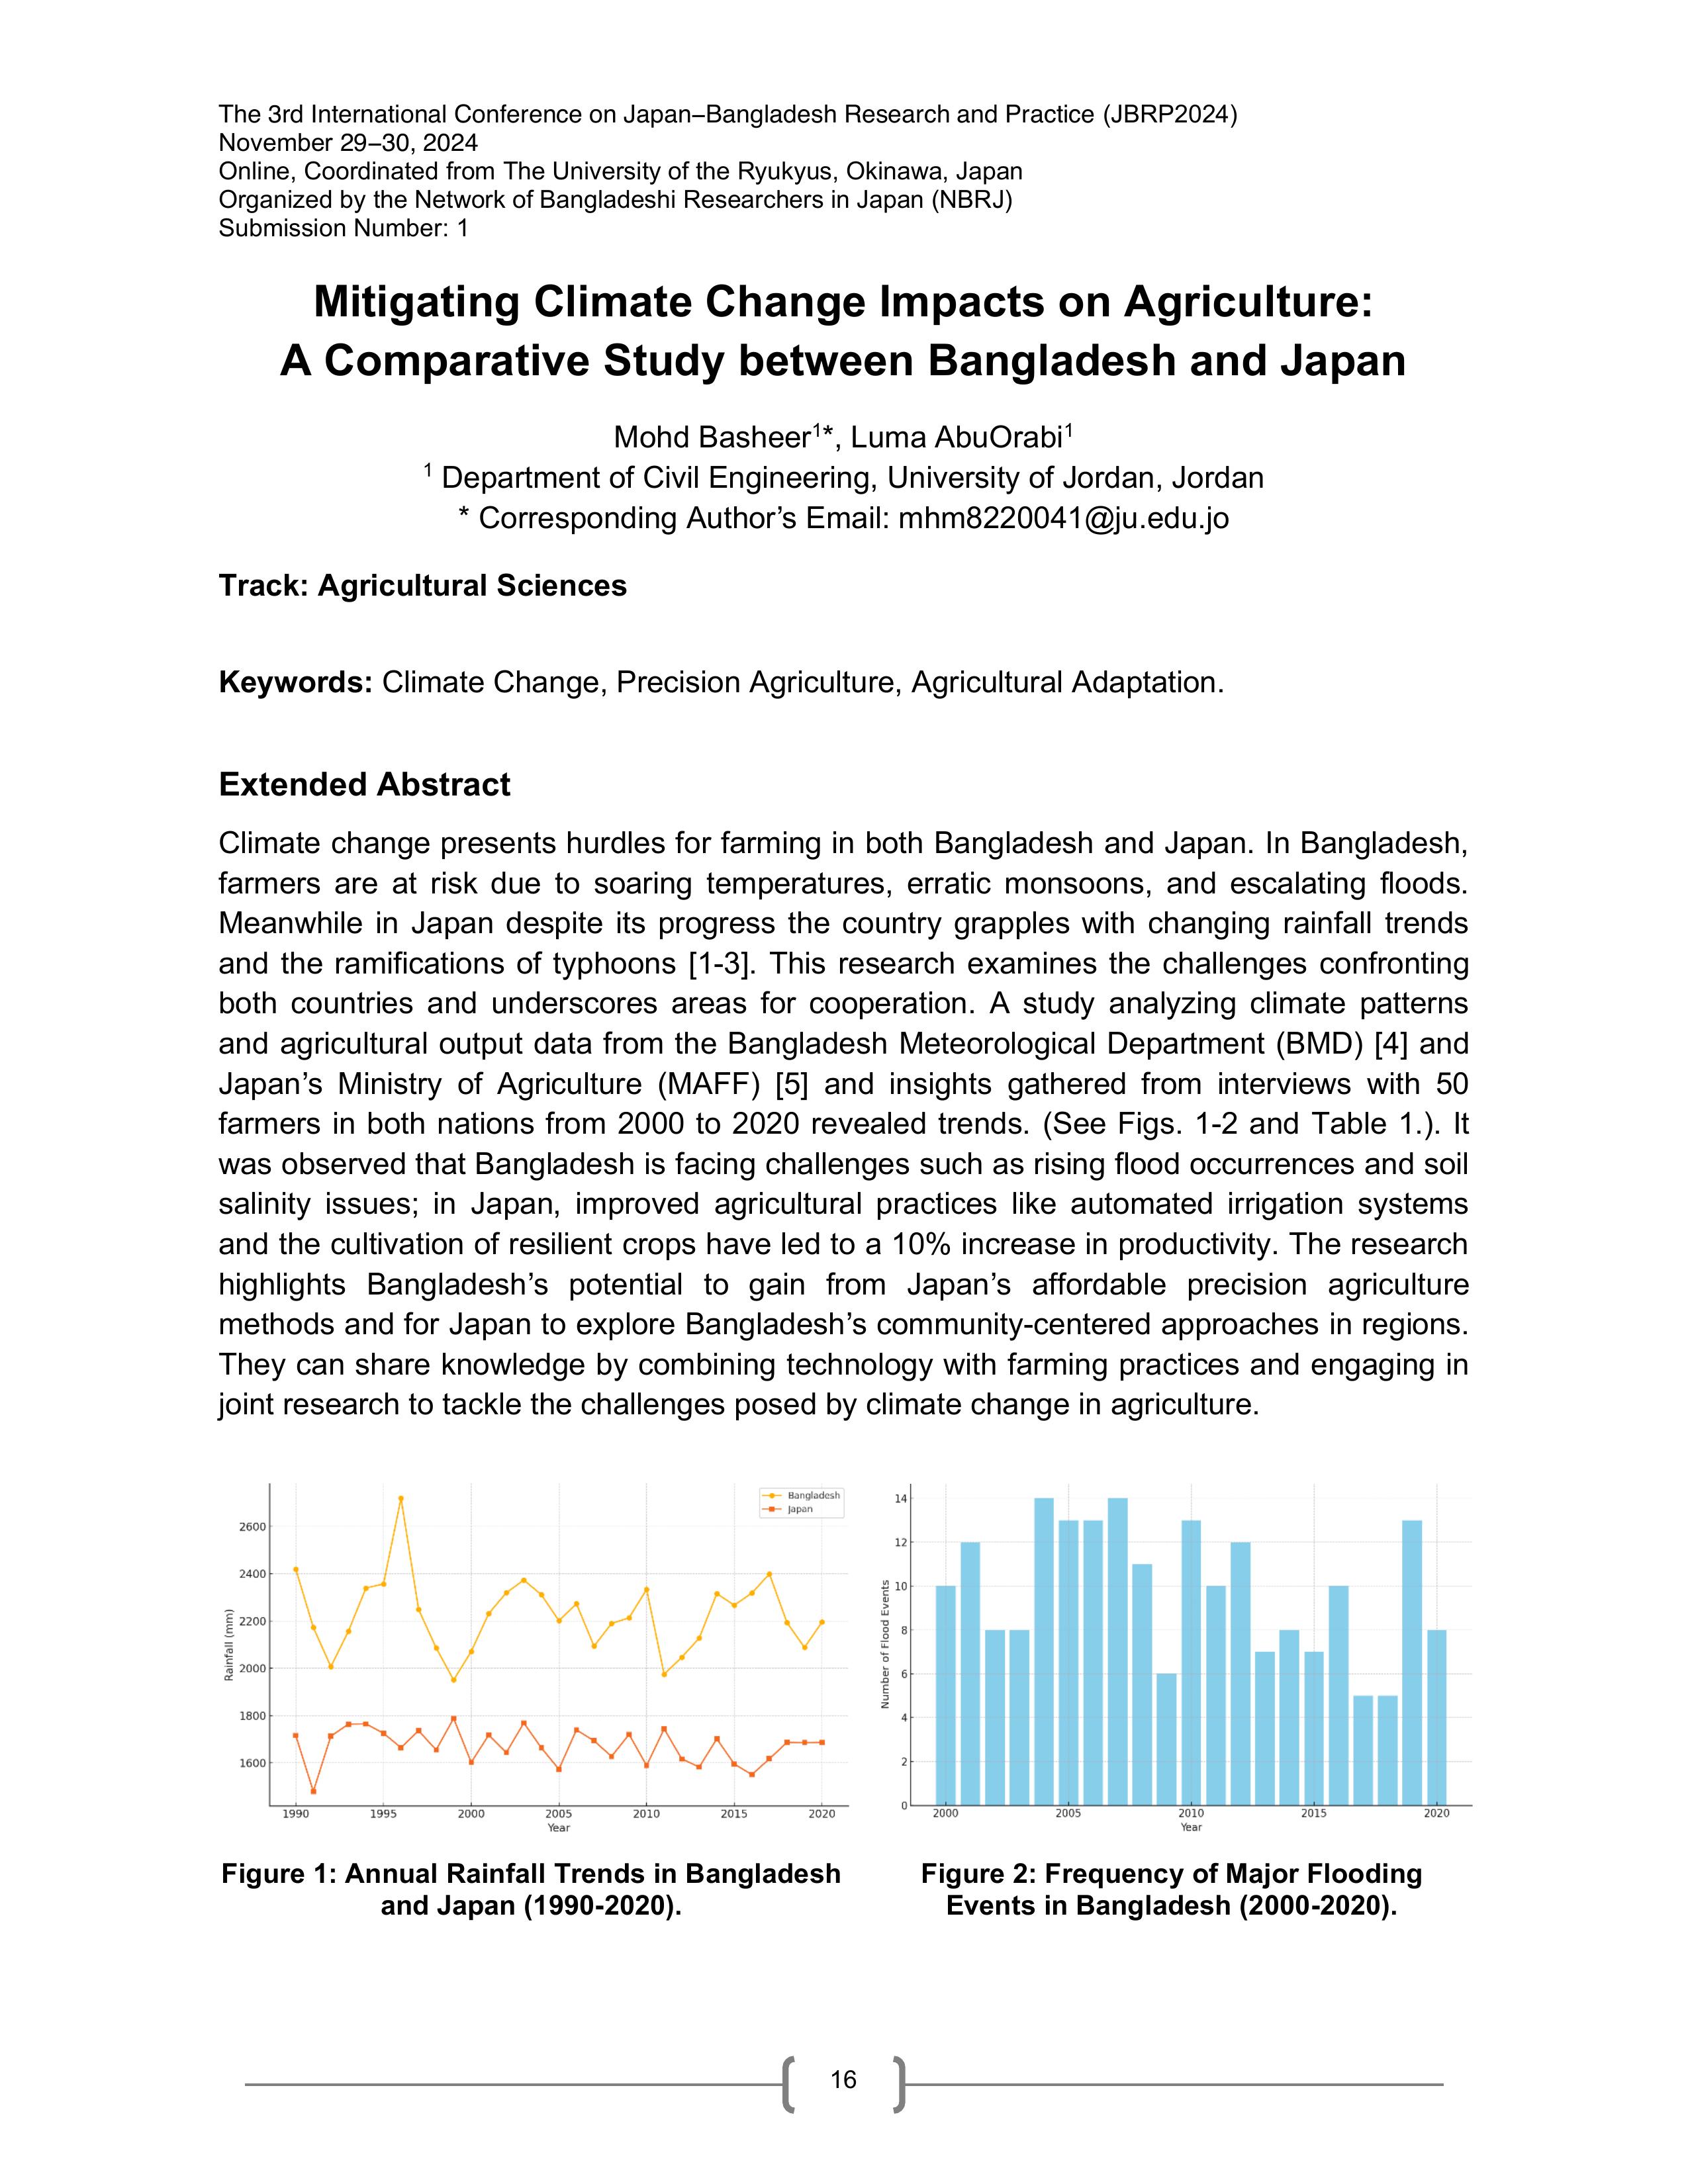 The 3rd International Conference on Japan–Bangladesh Research and Practice (JBRP2024)
November 29–30, 2024
Online, Coordinated from The University of the Ryukyus, Okinawa, Japan
Organized by the Network of Bangladeshi Researchers in Japan (NBRJ)
Submission Number: 1
Mitigating Climate Change Impacts on Agriculture:
A Comparative Study between Bangladesh and Japan
Mohd Basheer1*, Luma AbuOrabi1
1 Department of Civil Engineering, University of Jordan, Jordan
* Corresponding Author’s Email: mhm8220041@ju.edu.jo
Track: Agricultural Sciences
Keywords: Climate Change, Precision Agriculture, Agricultural Adaptation.
Extended Abstract
Climate change presents hurdles for farming in both Bangladesh and Japan. In Bangladesh,
farmers are at risk due to soaring temperatures, erratic monsoons, and escalating floods.
Meanwhile in Japan despite its progress the country grapples with changing rainfall trends
and the ramifications of typhoons [1-3]. This research examines the challenges confronting
both countries and underscores areas for cooperation. A study analyzing climate patterns
and agricultural output data from the Bangladesh Meteorological Department (BMD) [4] and
Japan’s Ministry of Agriculture (MAFF) [5] and insights gathered from interviews with 50
farmers in both nations from 2000 to 2020 revealed trends. (See Figs. 1-2 and Table 1.). It
was observed that Bangladesh is facing challenges such as rising flood occurrences and soil
salinity issues; in Japan, improved agricultural practices like automated irrigation systems
and the cultivation of resilient crops have led to a 10% increase in productivity. The research
highlights Bangladesh’s potential to gain from Japan’s affordable precision agriculture
methods and for Japan to explore Bangladesh’s community-centered approaches in regions.
They can share knowledge by combining technology with farming practices and engaging in
joint research to tackle the challenges posed by climate change in agriculture.
Bangladesh
Japan
2600
2400
2200
2000
1800
1600
Rainfall (mm)
1990 1995 2000 2005 2010 2015 2020
Year
14
12
10
8
6
4
2
0
Number of Flood Events
2000 2005 2010 2015 2020
Year
Figure 1: Annual Rainfall Trends in Bangladesh
and Japan (1990-2020).
Figure 2: Frequency of Major Flooding
Events in Bangladesh (2000-2020).
16